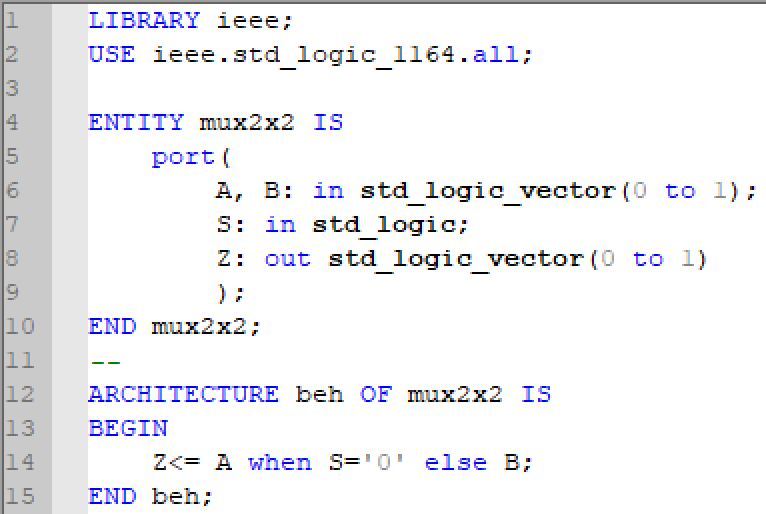 1 LIBRARY ieee;
2 USE ieee.std_logic_1164.all;
3
4 ENTITY mux2x2 IS
5 port(
6 A, B: in std_logic_vector(0 to 1);
7 S: in std_logic;
8 Z: out std_logic_vector(0 to 1)
9 );
10 END mux2x2;
11 --
12 ARCHITECTURE beh OF mux2x2 IS
13 BEGIN
14 Z<= A when S='0' else B;
15 END beh;